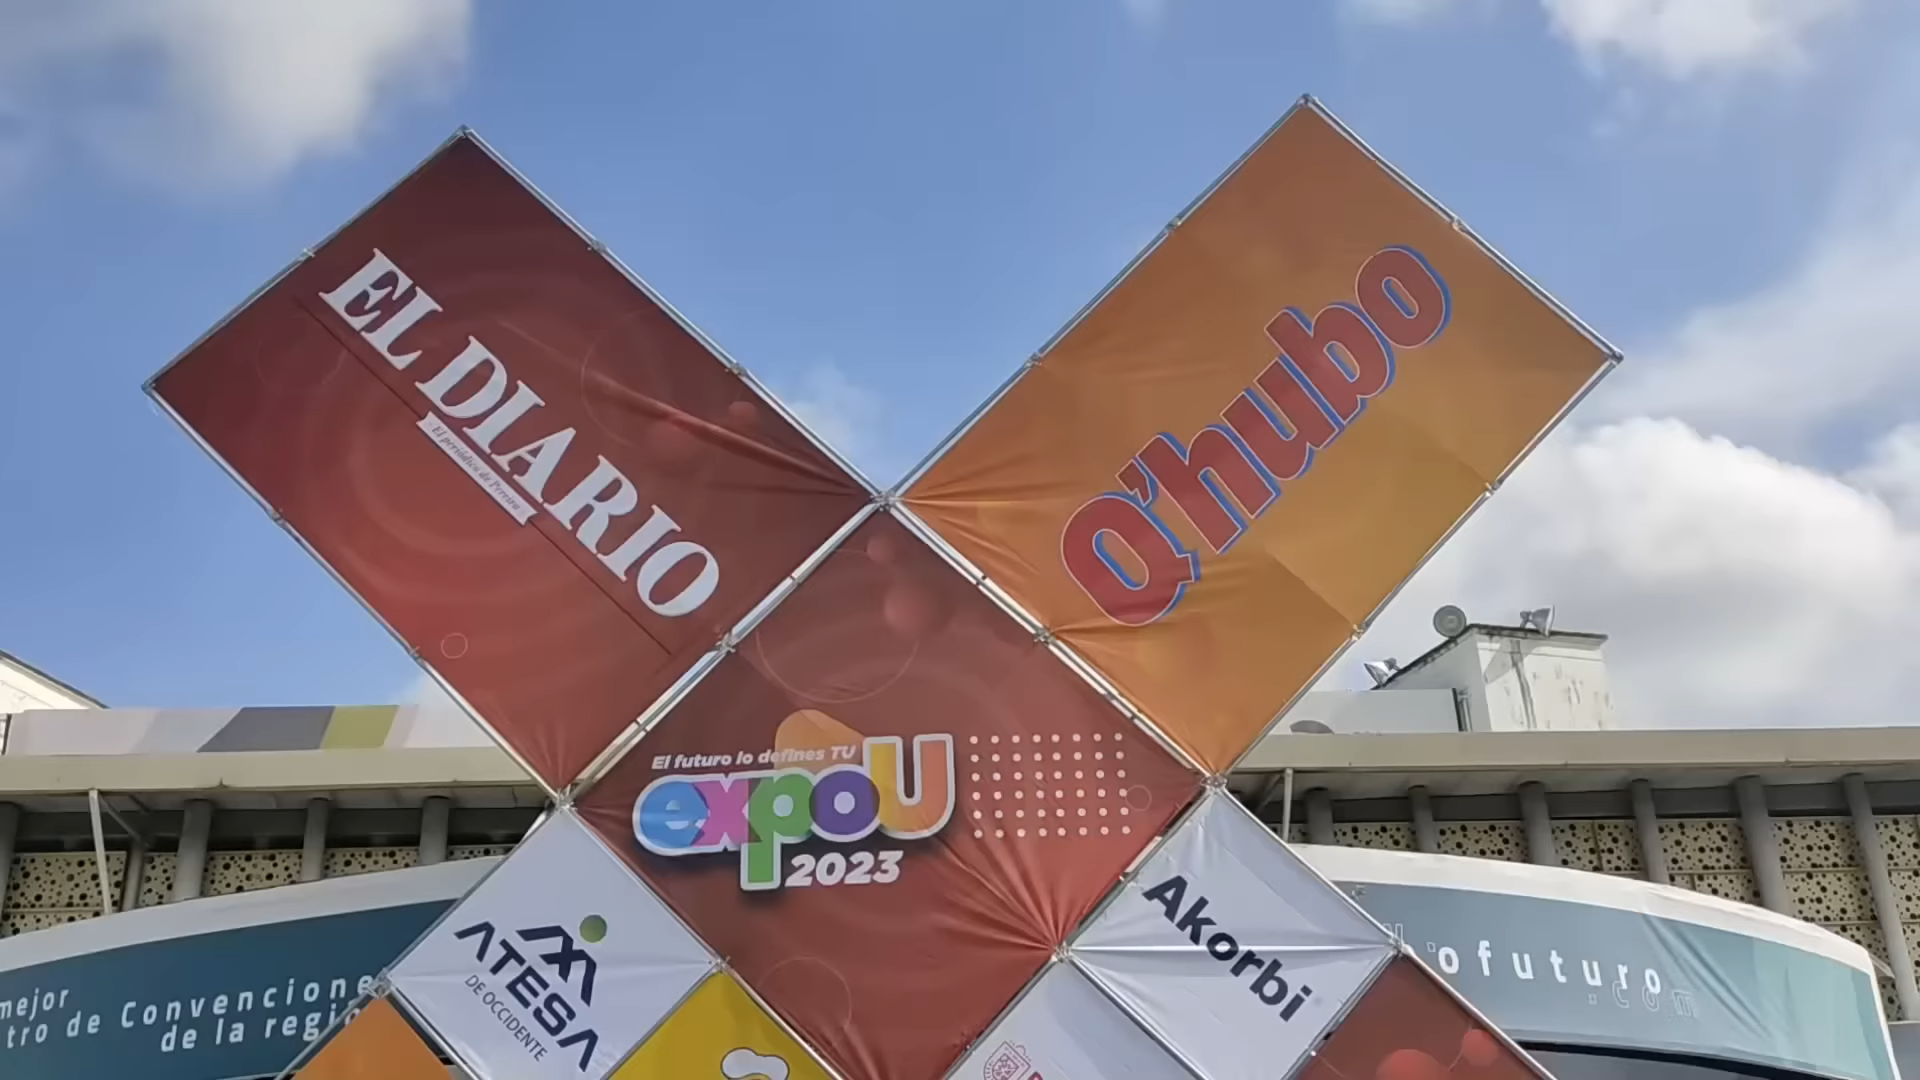 EL DIARIO
El periódico de Pereira
Q'hubo
El futuro lo defines TU
expoU
2023
ATESA
DE OCCIDENTE
Akorbi
mejor
tro de Convencione
de la regio
ofuturo
.com